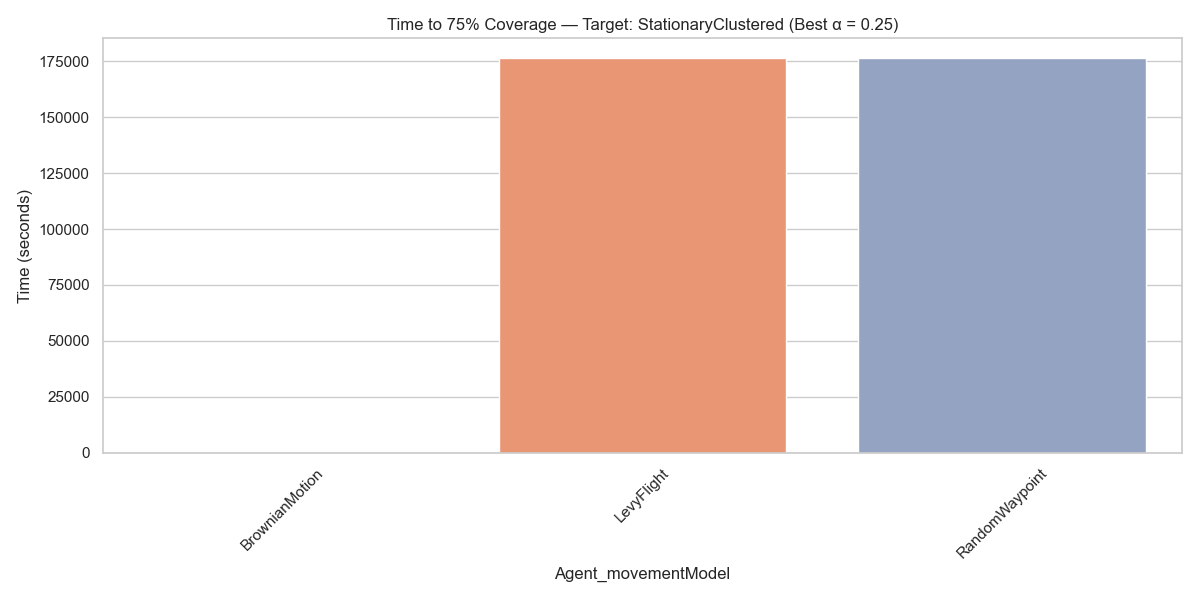 Time to 75% Coverage — Target: StationaryClustered (Best α = 0.25)
Time (seconds)
175000
150000
125000
100000
75000
50000
25000
0
BrownianMotion
LevyFlight
RandomWaypoint
Agent_movementModel